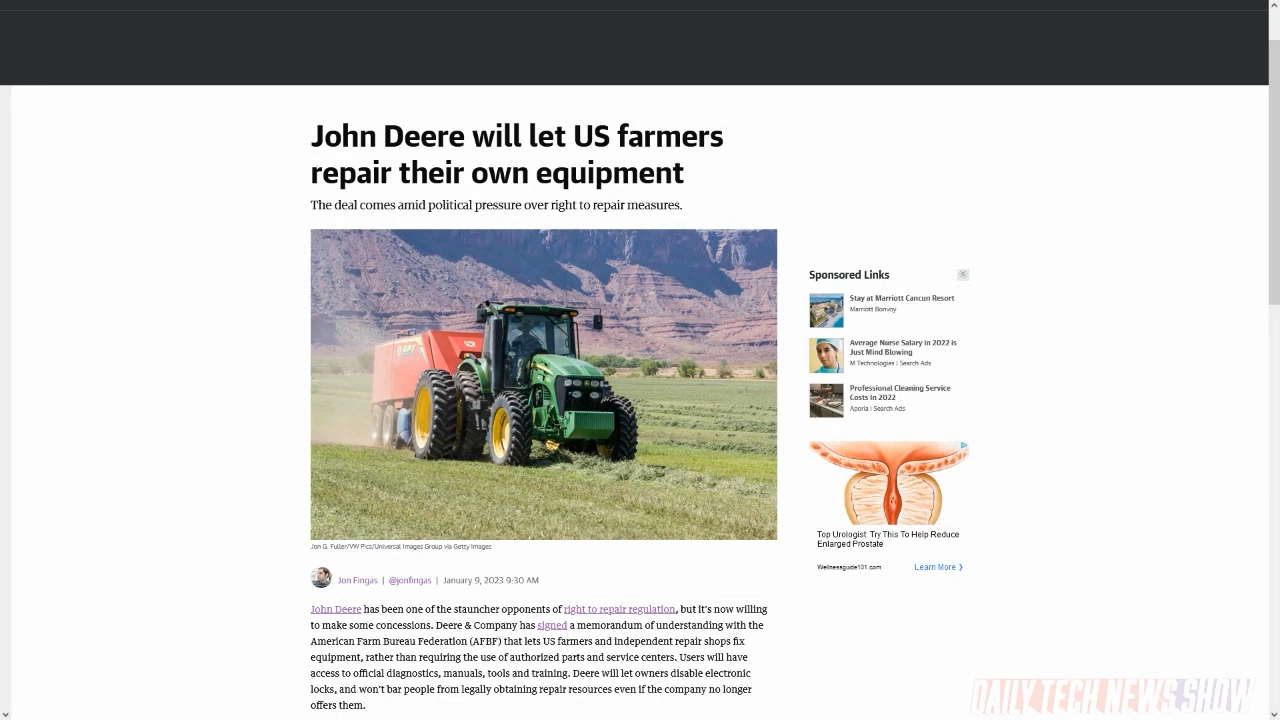 John Deere will let US farmers
repair their own equipment
The deal comes amid political pressure over right to repair measures.
Jon G. Fuller/VW Pics/Universal Images Group via Getty Images
Jon Fingas | @jonfingas | January 9, 2023 9:30 AM
John Deere has been one of the stauncher opponents of right to repair regulation, but it's now willing
to make some concessions. Deere & Company has signed a memorandum of understanding with the
American Farm Bureau Federation (AFBF) that lets US farmers and independent repair shops fix
equipment, rather than requiring the use of authorized parts and service centers. Users will have
access to official diagnostics, manuals, tools and training. Deere will let owners disable electronic
locks, and won't bar people from legally obtaining repair resources even if the company no longer
offers them.
Sponsored Links
Stay at Marriott Cancun Resort
Marriott Bonvoy
Average Nurse Salary in 2022 is
Just Mind Blowing
M Technologies | Search Ads
Professional Cleaning Service
Costs In 2022
Aporia | Search Ads
Top Urologist: Try This To Help Reduce
Enlarged Prostate
Wellnessguide101.com
Learn More ❯
DAILY TECH NEWS SHOW